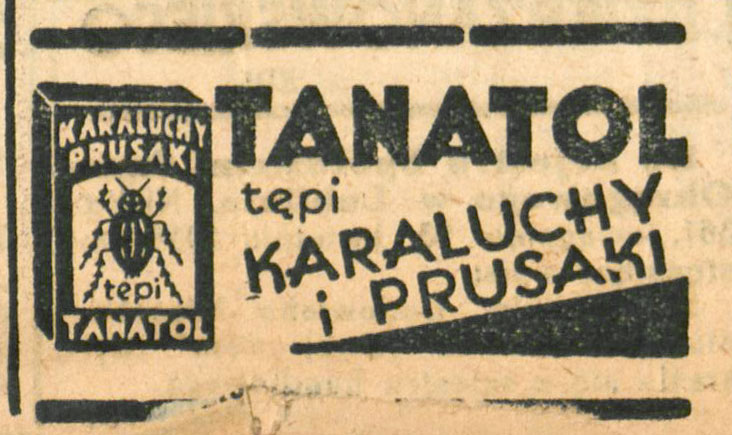 KARALUCHY
PRUSAKI
tępi
TANATOL
TANATOL
tępi
KARALUCHY
i PRUSAKI